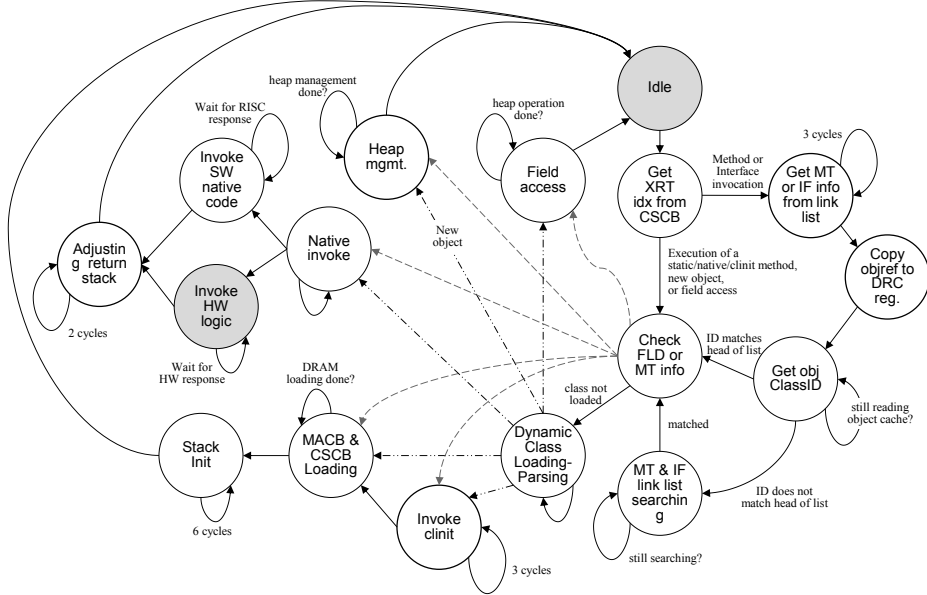 Idle
heap management
done?
heap operation
done?
Wait for RISC
response
3 cycles
Invoke
SW
native
code
Heap
mgmt.
Field
access
Get
XRT
idx from
CSCB
Method or
Interface
invocation
Get MT
or IF info
from link
list
New
object
Adjustin
g return
stack
Native
invoke
Execution of a
static/native/clinit method,
new object,
or field access
Copy
objref to
DRC
reg.
Invoke
HW
logic
2 cycles
Wait for
HW response
Check
FLD or
MT info
ID matches
head of list
Get obj
ClassID
DRAM
loading done?
class not
loaded
still reading
object cache?
Stack
Init
MACB &
CSCB
Loading
Dynamic
Class
Loading-
Parsing
matched
MT & IF
link list
searchin
g
ID does not
match head of list
6 cycles
Invoke
clinit
3 cycles
still searching?